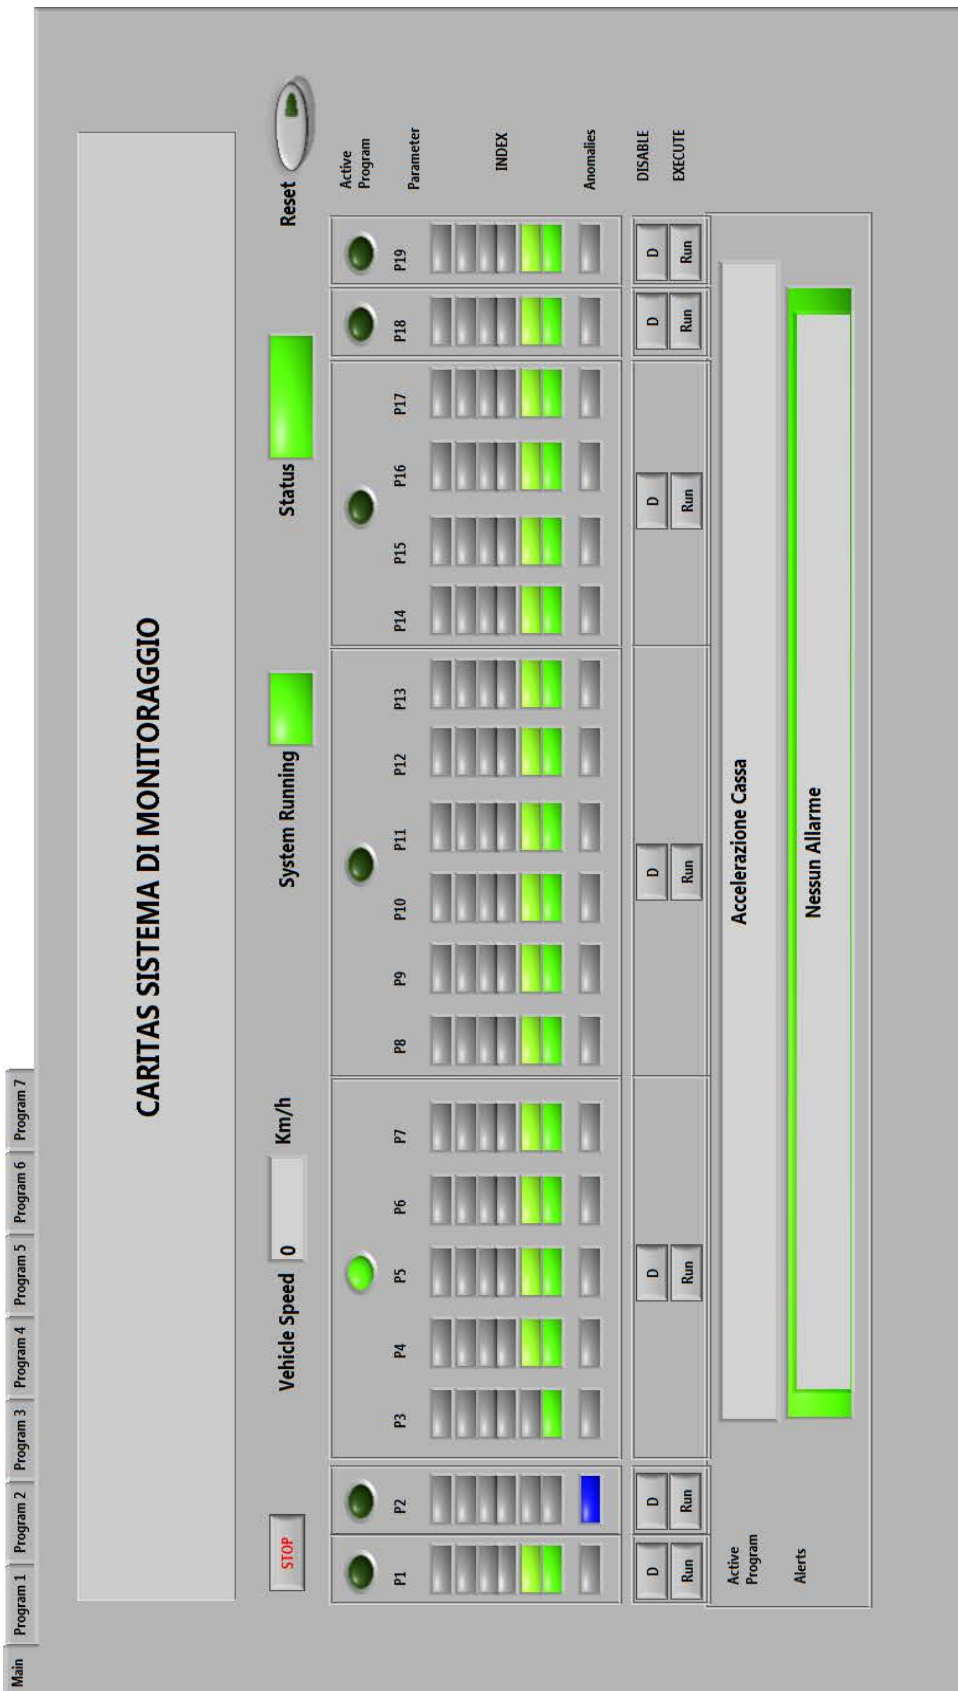 Main Program 1 Program 2 Program 3 Program 4 Program 5 Program 6 Program 7
CARITAS SISTEMA DI MONITORAGGIO
STOP Vehicle Speed 0 Km/h System Running Status Reset
Active
Program
P1 P2 P3 P4 P5 P6 P7 P8 P9 P10 P11 P12 P13 P14 P15 P16 P17 P18 P19 Parameter
INDEX
Anomalies
D D D D D D D DISABLE
Run Run Run Run Run Run Run EXECUTE
Active
Program
Accelerazione Cassa
Alerts
Nessun Allarme